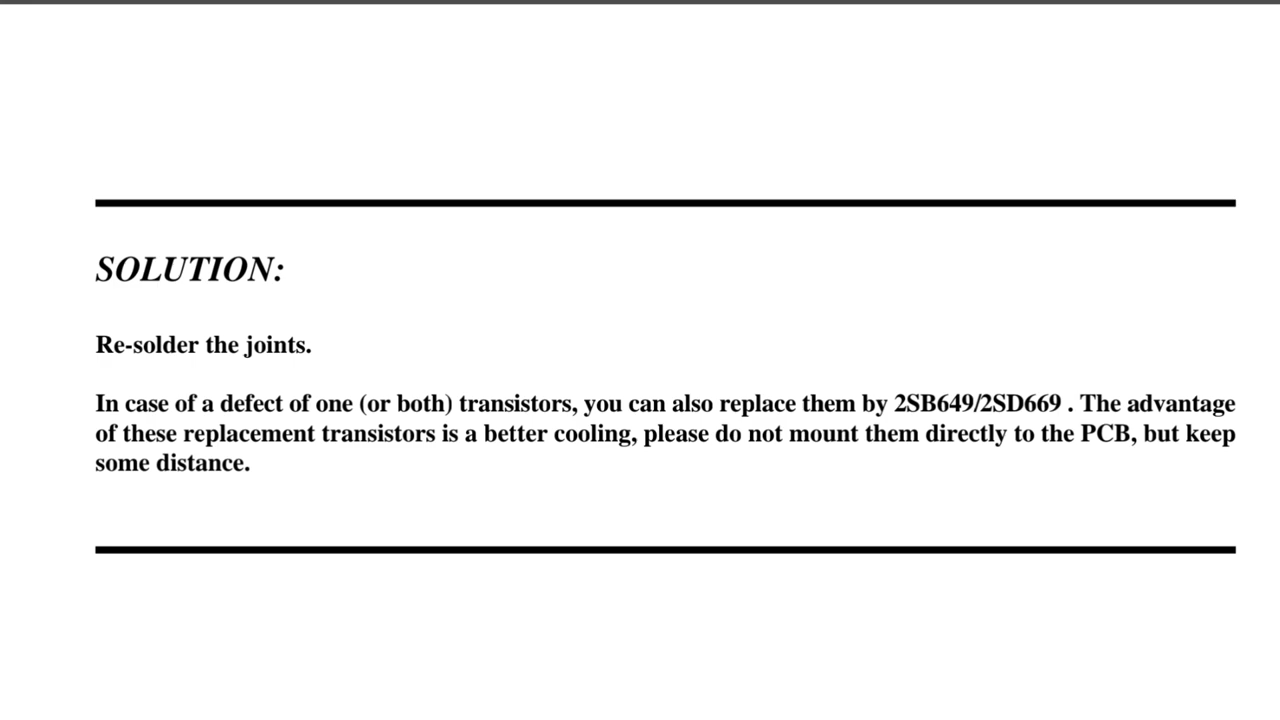 SOLUTION:
Re-solder the joints.
In case of a defect of one (or both) transistors, you can also replace them by 2SB649/2SD669 . The advantage
of these replacement transistors is a better cooling, please do not mount them directly to the PCB, but keep
some distance.